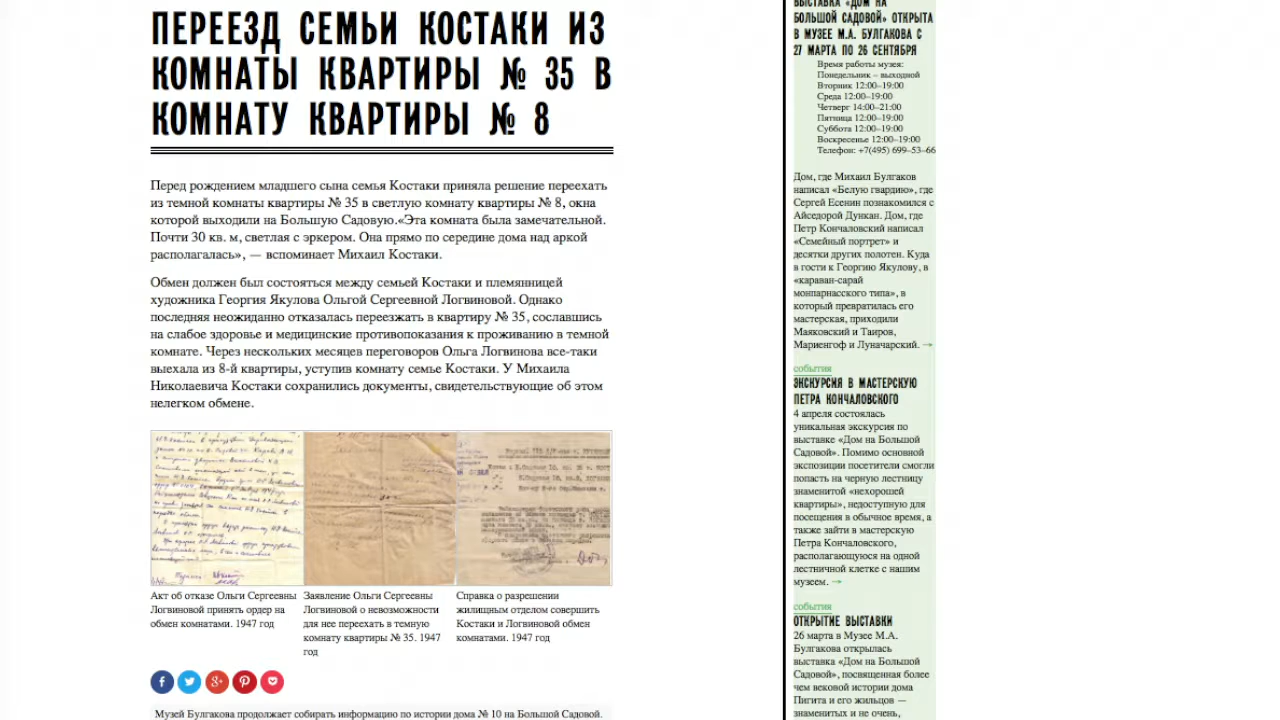 ПЕРЕЕЗД СЕМЬИ КОСТАКИ ИЗ
КОМНАТЫ КВАРТИРЫ № 35 В
КОМНАТУ КВАРТИРЫ № 8
Перед рождением младшего сына семья Костаки приняла решение переехать
из темной комнаты квартиры № 35 в светлую комнату квартиры № 8, окна
которой выходили на Большую Садовую.«Эта комната была замечательной.
Почти 30 кв. м, светлая с эркером. Она прямо по середине дома над аркой
располагалась», — вспоминает Михаил Костаки.
Обмен должен был состояться между семьей Костаки и племянницей
художника Георгия Якулова Ольгой Сергеевной Логвиновой. Однако
последняя неожиданно отказалась переезжать в квартиру № 35, сославшись
на слабое здоровье и медицинские противопоказания к проживанию в темной
комнате. Через нескольких месяцев переговоров Ольга Логвинова все-таки
выехала из 8-й квартиры, уступив комнату семье Костаки. У Михаила
Николаевича Костаки сохранились документы, свидетельствующие об этом
нелегком обмене.
Акт об отказе Ольги Сергеевны
Логвиновой принять ордер на
обмен комнатами. 1947 год
Заявление Ольги Сергеевны
Логвиновой о невозможности
для нее переехать в темную
комнату квартиры № 35. 1947
год
Справка о разрешении
жилищным отделом совершить
Костаки и Логвиновой обмен
комнатами. 1947 год
Музей Булгакова продолжает собирать информацию по истории дома № 10 на Большой Садовой.
ВЫСТАВКА «ДОМ НА
БОЛЬШОЙ САДОВОЙ» ОТКРЫТА
В МУЗЕЕ М.А. БУЛГАКОВА С
27 МАРТА ПО 26 СЕНТЯБРЯ
Время работы музея:
Понедельник – выходной
Вторник 12:00–19:00
Среда 12:00–19:00
Четверг 14:00–21:00
Пятница 12:00–19:00
Суббота 12:00–19:00
Воскресенье 12:00–19:00
Телефон: +7(495) 699–53–66
Дом, где Михаил Булгаков
написал «Белую гвардию», где
Сергей Есенин познакомился с
Айседорой Дункан. Дом, где
Петр Кончаловский написал
«Семейный портрет» и
десятки других полотен. Куда
в гости к Георгию Якулову, в
«караван-сарай
монпарнасского типа», в
который превратилась его
мастерская, приходили
Маяковский и Таиров,
Мариенгоф и Луначарский. →
события
ЭКСКУРСИЯ В МАСТЕРСКУЮ
ПЕТРА КОНЧАЛОВСКОГО
4 апреля состоялась
уникальная экскурсия по
выставке «Дом на Большой
Садовой». Помимо основной
экспозиции посетители смогли
попасть на черную лестницу
знаменитой «нехорошей
квартиры», недоступную для
посещения в обычное время, а
также зайти в мастерскую
Петра Кончаловского,
располагающуюся на одной
лестничной клетке с нашим
музеем. →
события
ОТКРЫТИЕ ВЫСТАВКИ
26 марта в Музее М.А.
Булгакова открылась
выставка «Дом на Большой
Садовой», посвященная более
чем вековой истории дома
Пигита и его жильцов —
знаменитых и не очень,